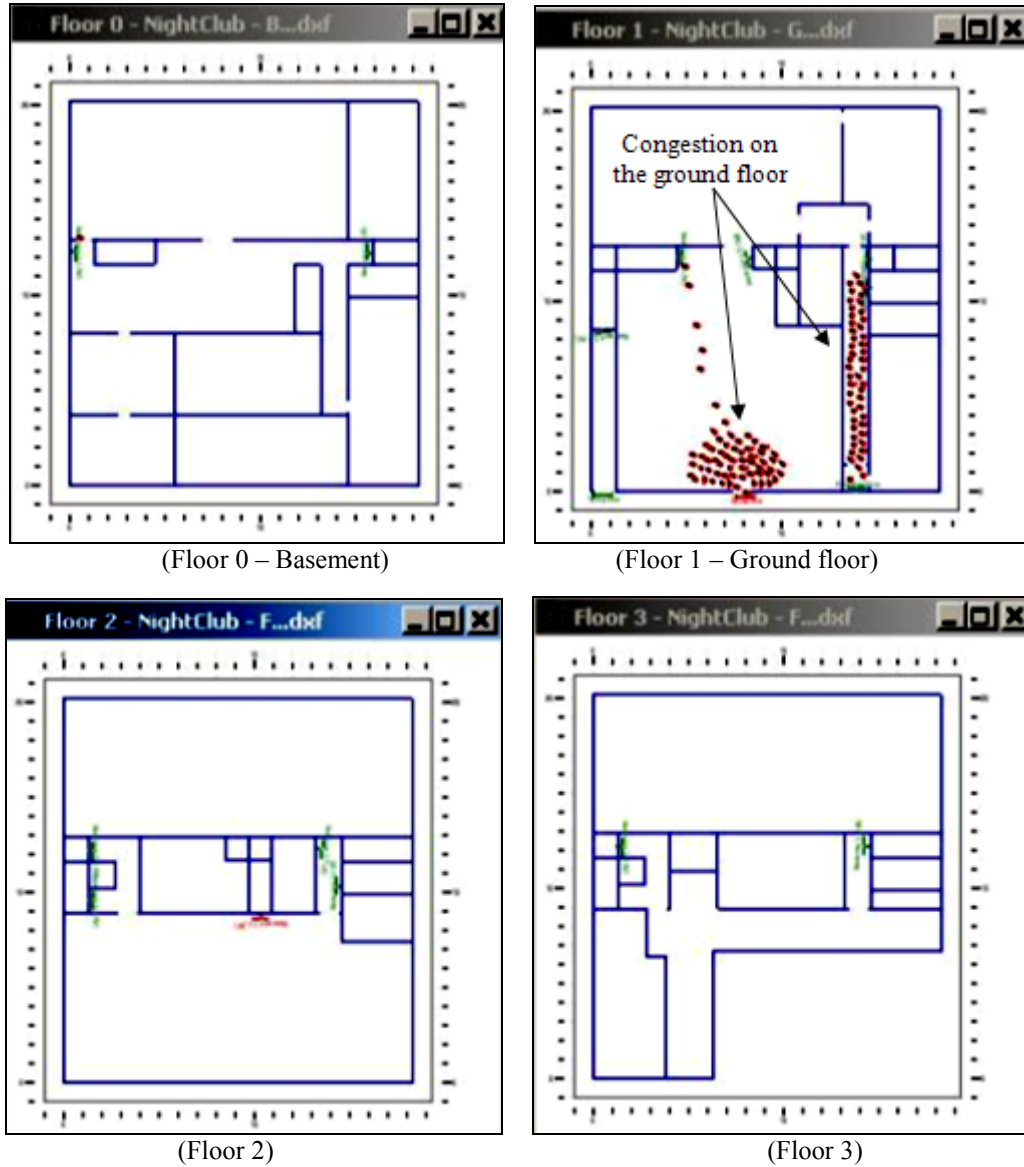 Floor 0 - NightClub - B...dxf
Floor 1 - NightClub - G...dxf
Congestion on
the ground floor
(Floor 0 – Basement)
(Floor 1 – Ground floor)
Floor 2 - NightClub - F...dxf
Floor 3 - NightClub - F...dxf
(Floor 2)
(Floor 3)